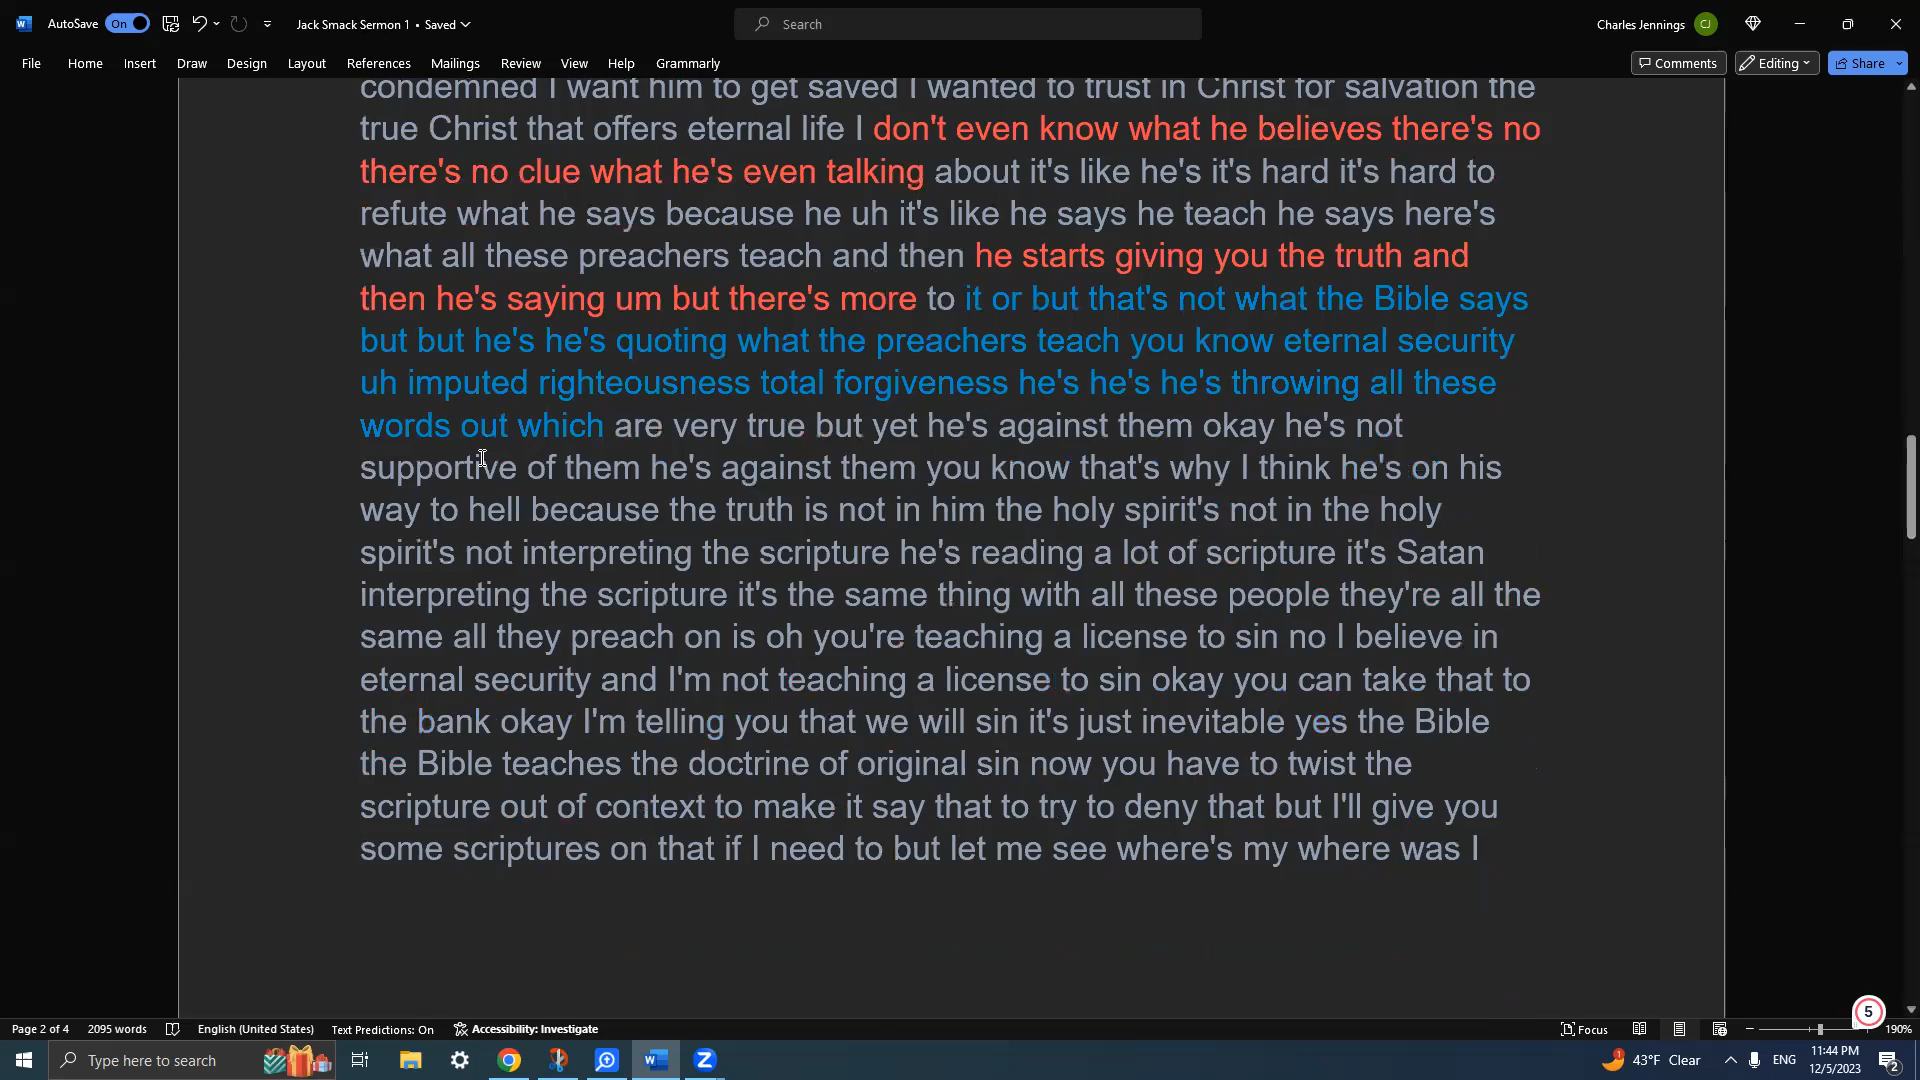 AutoSave On Jack Smack Sermon 1 • Saved Search Charles Jennings CJ
File Home Insert Draw Design Layout References Mailings Review View Help Grammarly Comments Editing Share
condemned I want him to get saved I wanted to trust in Christ for salvation the
true Christ that offers eternal life I don't even know what he believes there's no
there's no clue what he's even talking about it's like he's it's hard it's hard to
refute what he says because he uh it's like he says he teach he says here's
what all these preachers teach and then he starts giving you the truth and
then he's saying um but there's more to it or but that's not what the Bible says
but but he's he's quoting what the preachers teach you know eternal security
uh imputed righteousness total forgiveness he's he's he's throwing all these
words out which are very true but yet he's against them okay he's not
supportive of them he's against them you know that's why I think he's on his
way to hell because the truth is not in him the holy spirit's not in the holy
spirit's not interpreting the scripture he's reading a lot of scripture it's Satan
interpreting the scripture it's the same thing with all these people they're all the
same all they preach on is oh you're teaching a license to sin no I believe in
eternal security and I'm not teaching a license to sin okay you can take that to
the bank okay I'm telling you that we will sin it's just inevitable yes the Bible
the Bible teaches the doctrine of original sin now you have to twist the
scripture out of context to make it say that to try to deny that but I'll give you
some scriptures on that if I need to but let me see where's my where was I
5
Page 2 of 4 2095 words English (United States) Text Predictions: On Accessibility: Investigate Focus 190%
Type here to search 43°F Clear ENG 11:44 PM
12/5/2023 2